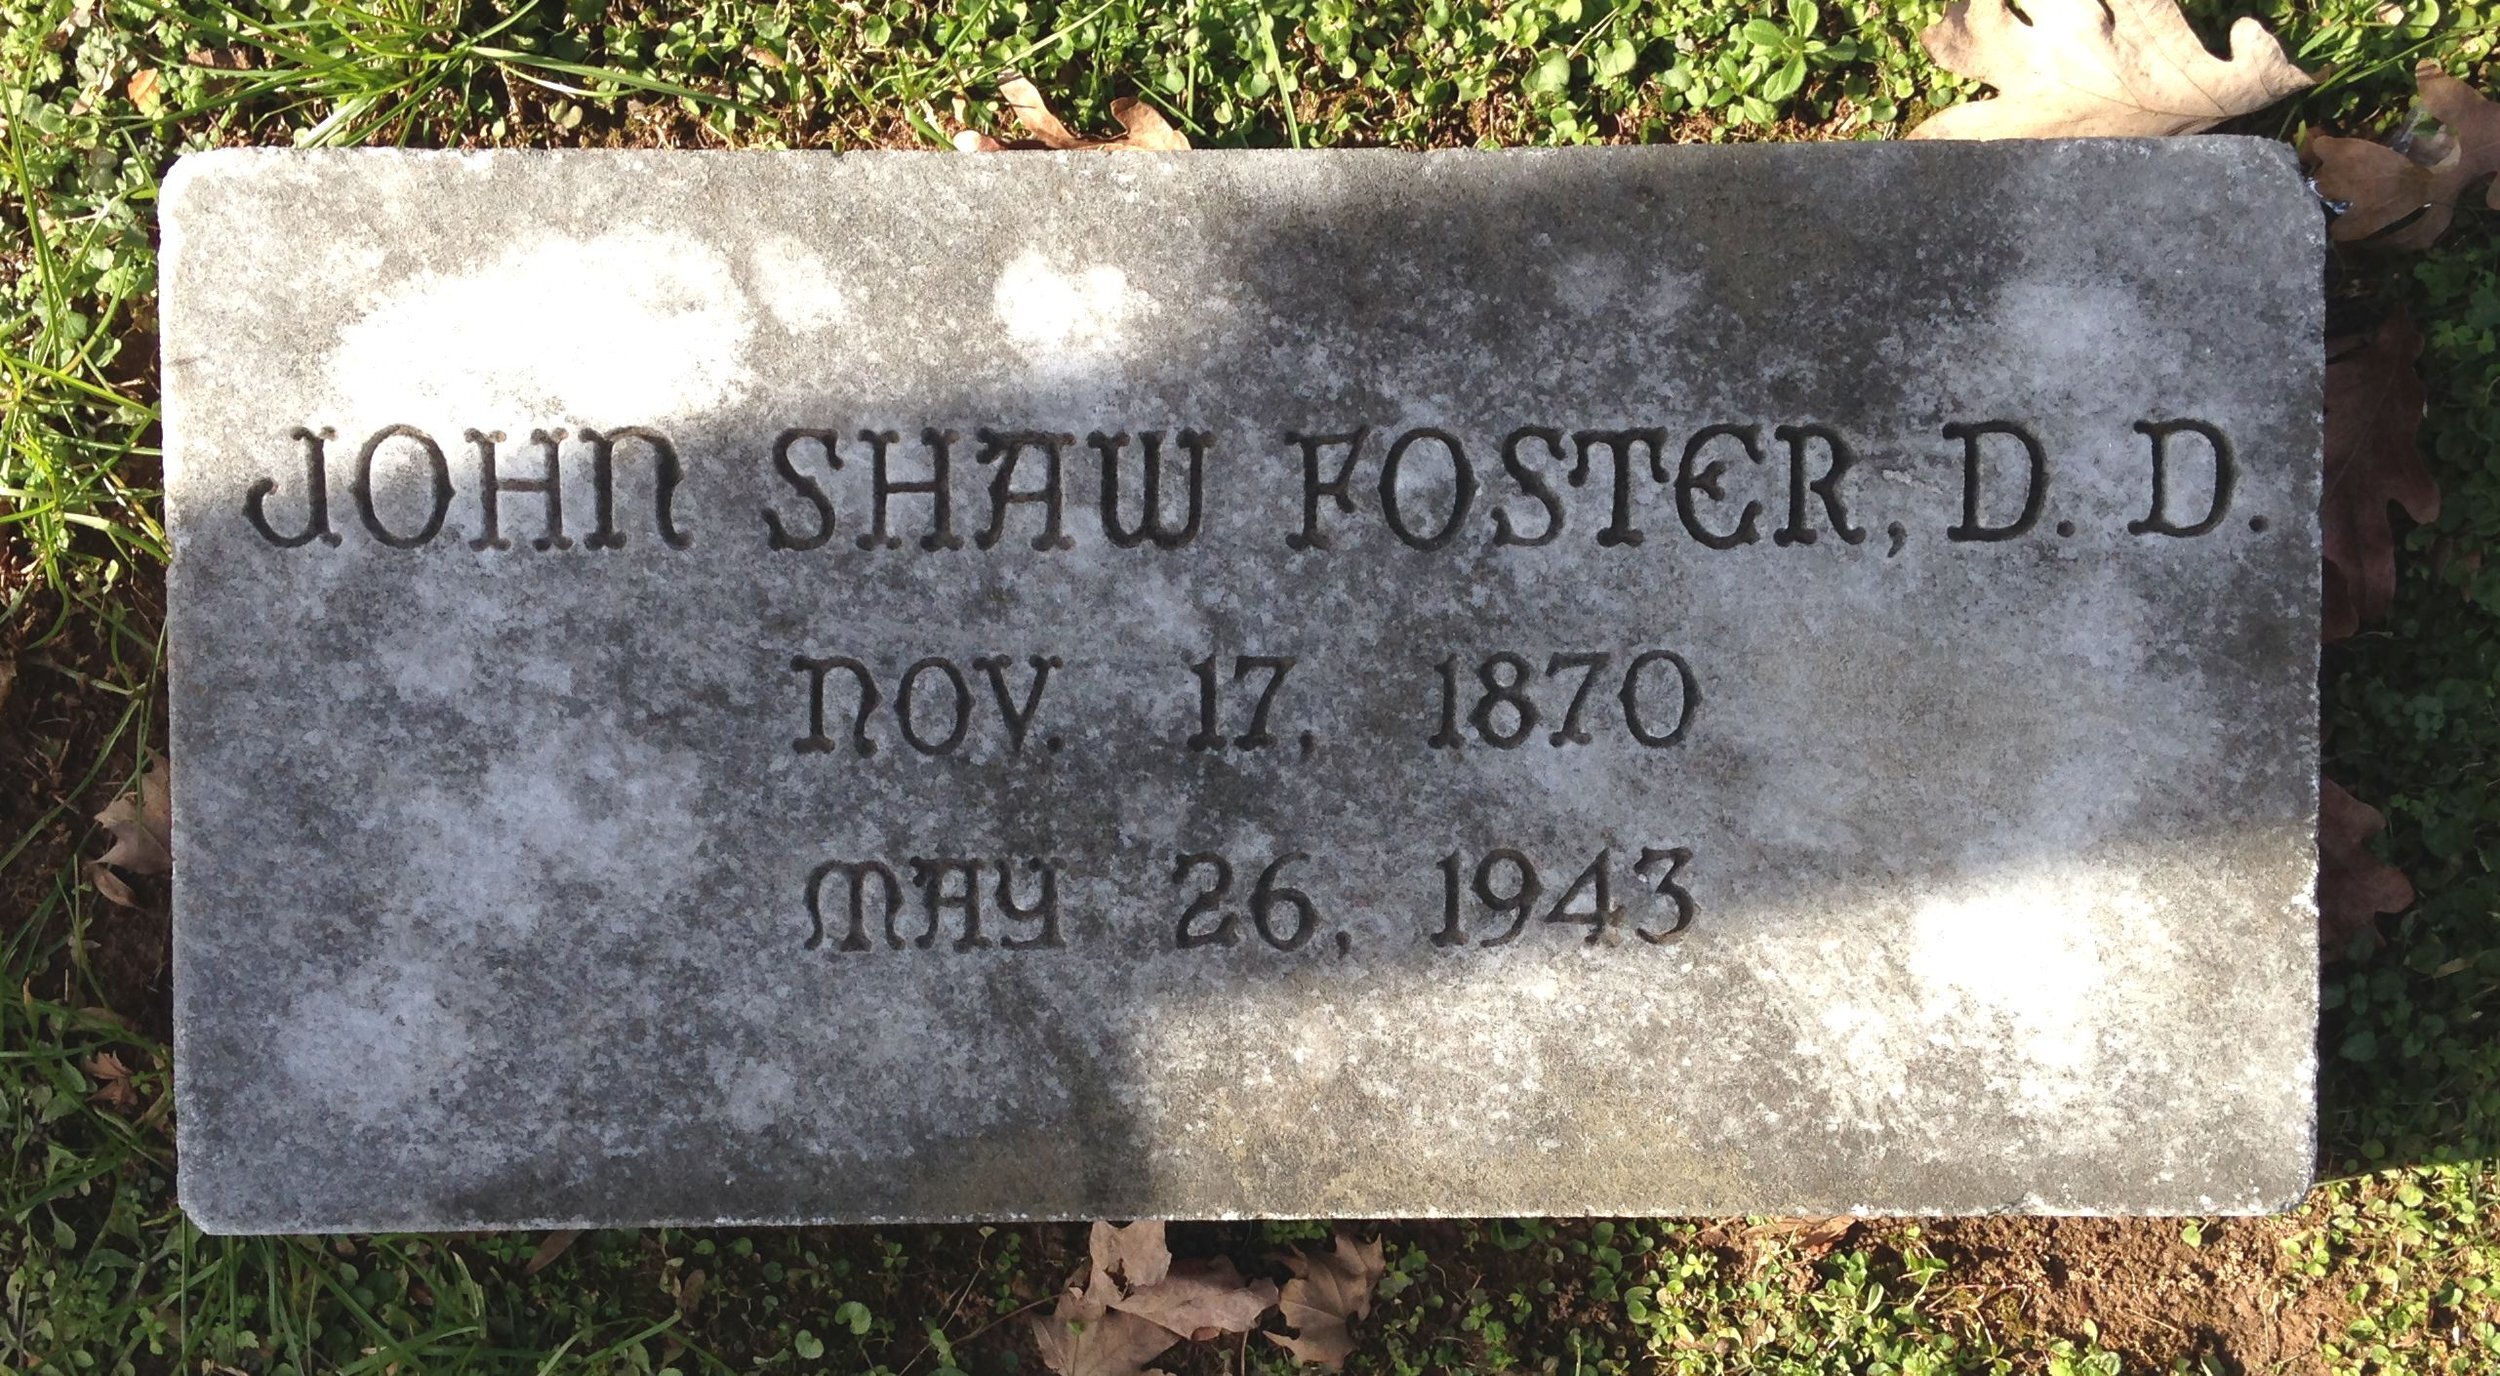 JOHN SHAW FOSTER, D. D.
NOV. 17, 1870
MAY 26, 1943